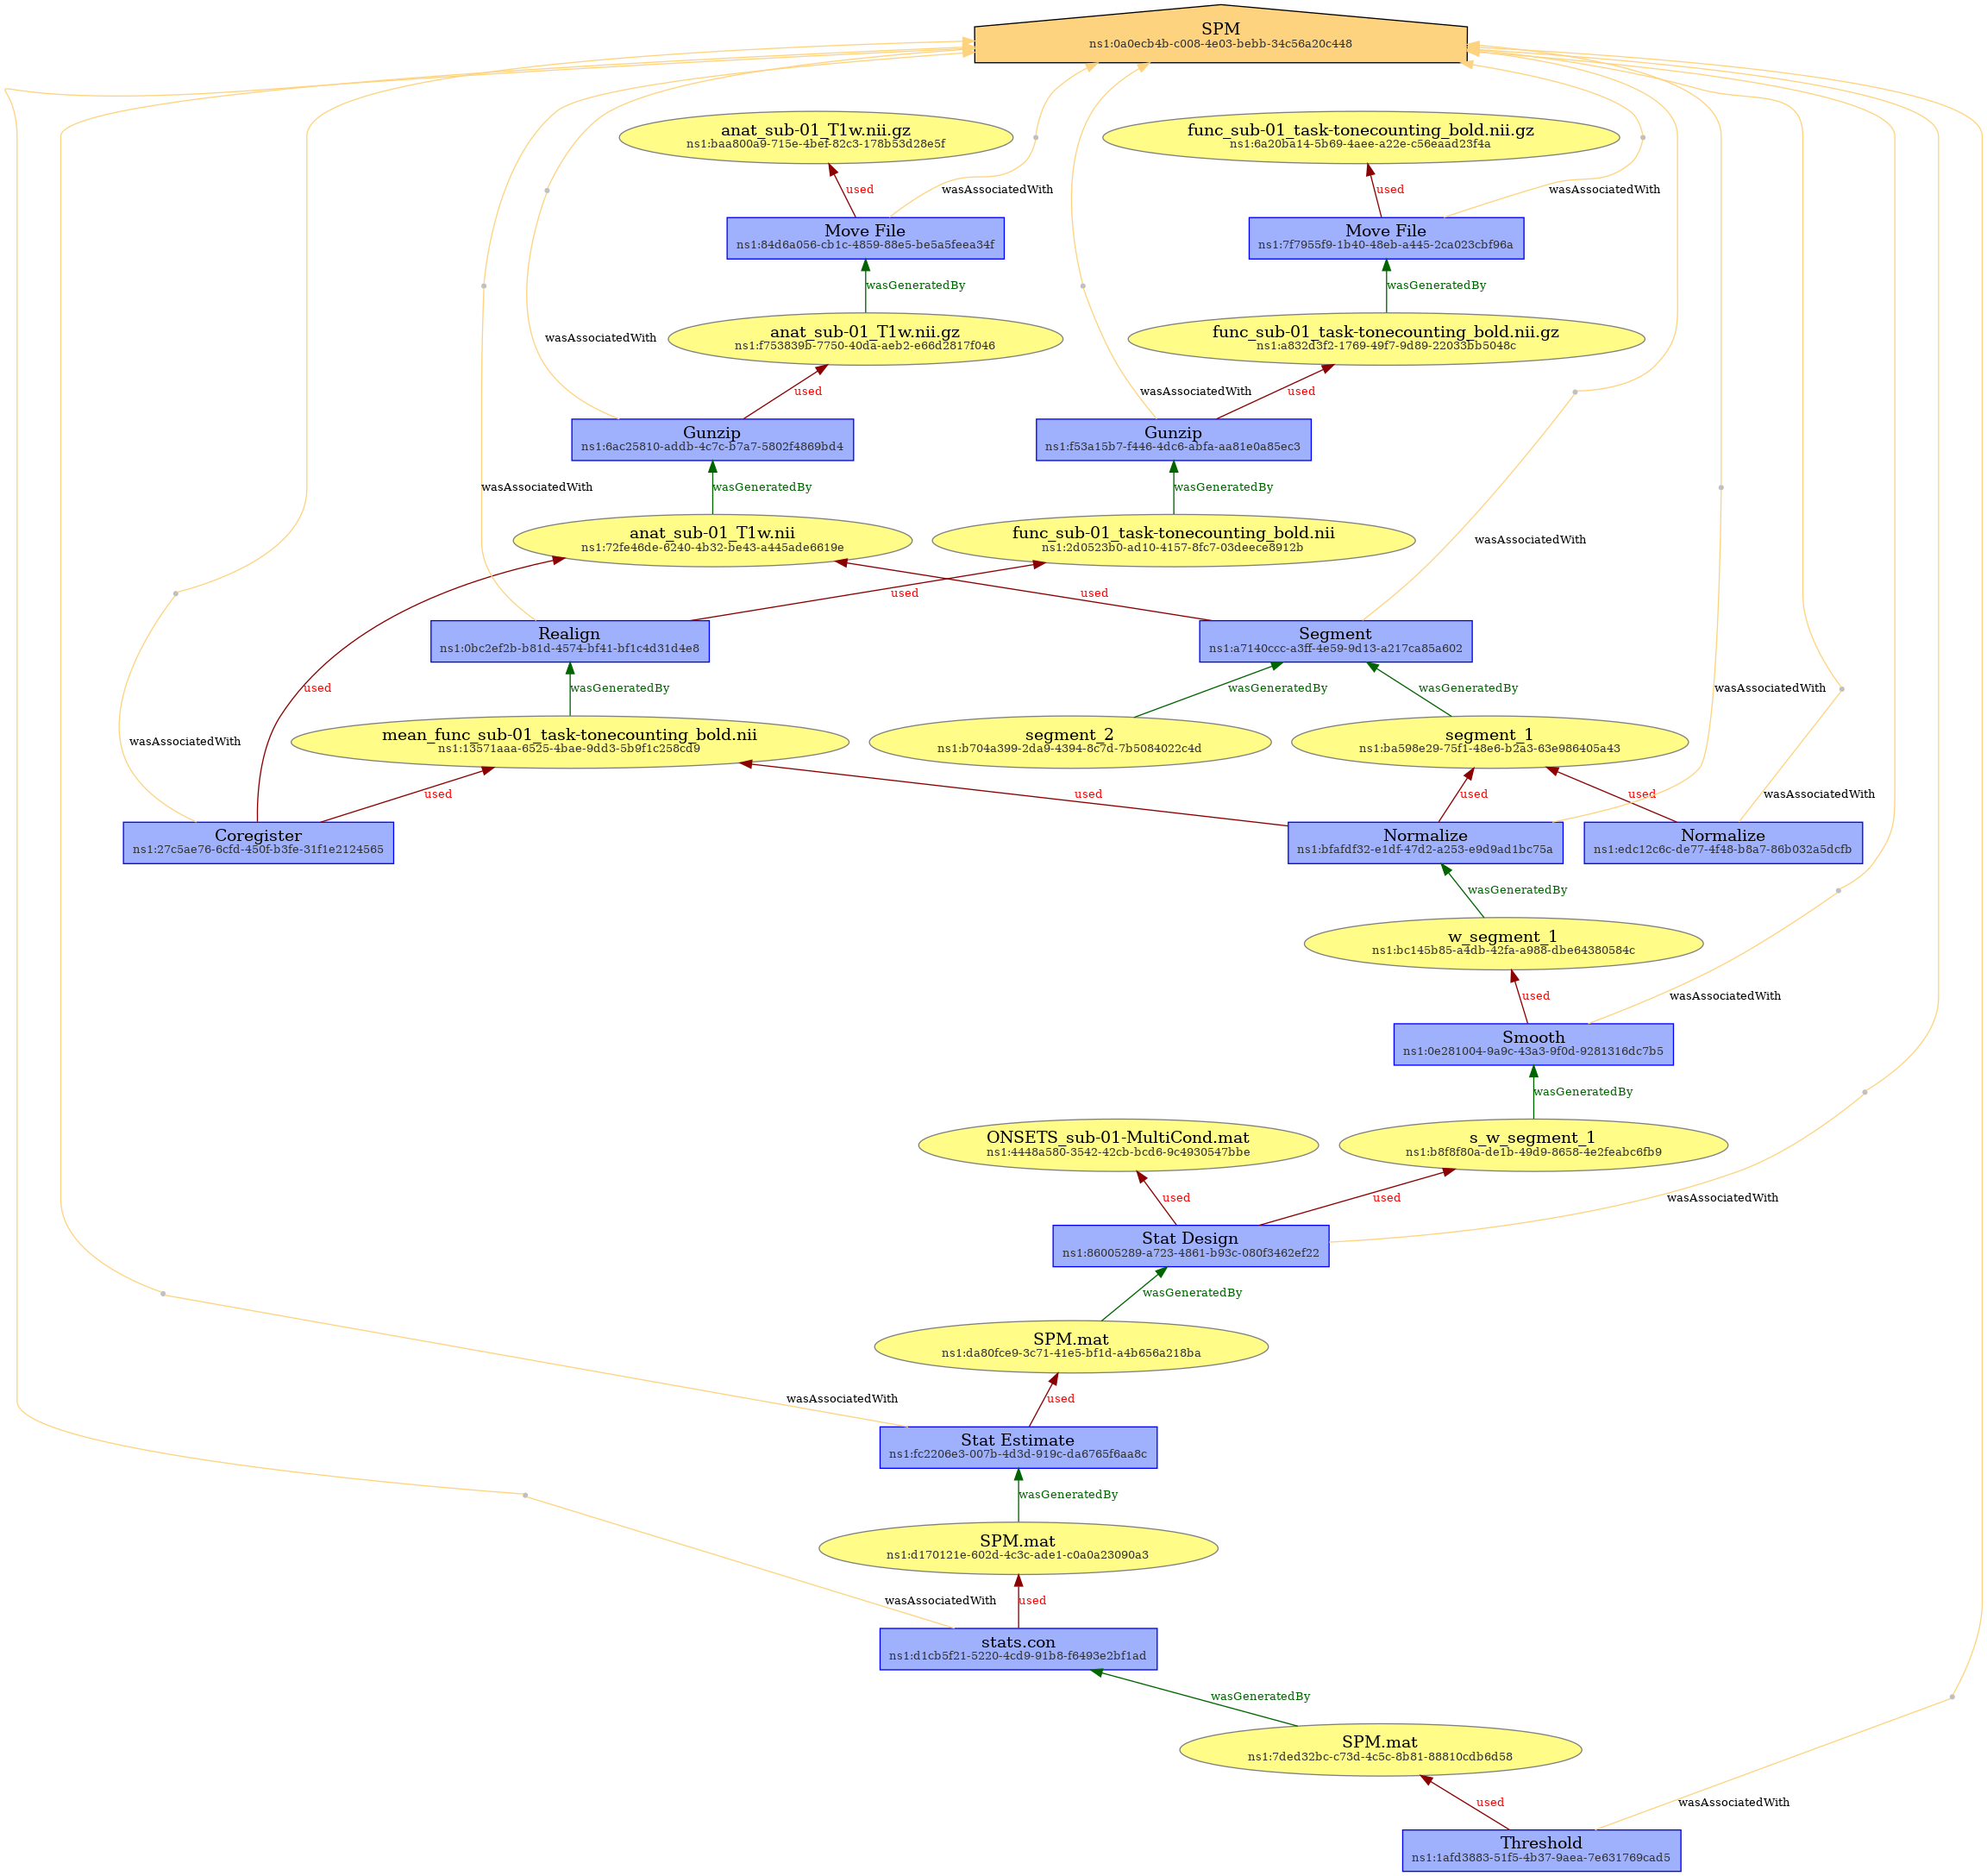 SPM
ns1:0a0ecb4b-c008-4e03-bebb-34c56a20c448
anat_sub-01_T1w.nii.gz
ns1:baa800a9-715e-4bef-82c3-178b53d28e5f
func_sub-01_task-tonecounting_bold.nii.gz
ns1:6a20ba14-5b69-4aee-a22e-c56eaad23f4a
used
wasAssociatedWith
used
wasAssociatedWith
Move File
ns1:84d6a056-cb1c-4859-88e5-be5a5feea34f
Move File
ns1:7f7955f9-1b40-48eb-a445-2ca023cbf96a
wasGeneratedBy
wasGeneratedBy
anat_sub-01_T1w.nii.gz
ns1:f753839b-7750-40da-aeb2-e66d2817f046
func_sub-01_task-tonecounting_bold.nii.gz
ns1:a832d3f2-1769-49f7-9d89-22033bb5048c
wasAssociatedWith
used
wasAssociatedWith
used
Gunzip
ns1:6ac25810-addb-4c7c-b7a7-5802f4869bd4
Gunzip
ns1:f53a15b7-f446-4dc6-abfa-aa81e0a85ec3
wasAssociatedWith
wasGeneratedBy
wasGeneratedBy
anat_sub-01_T1w.nii
ns1:72fe46de-6240-4b32-be43-a445ade6619e
func_sub-01_task-tonecounting_bold.nii
ns1:2d0523b0-ad10-4157-8fc7-03deece8912b
wasAssociatedWith
used
used
Realign
ns1:0bc2ef2b-b81d-4574-bf41-bf1c4d31d4e8
Segment
ns1:a7140ccc-a3ff-4e59-9d13-a217ca85a602
used
wasGeneratedBy
wasGeneratedBy
wasGeneratedBy
wasAssociatedWith
wasAssociatedWith
mean_func_sub-01_task-tonecounting_bold.nii
ns1:13571aaa-6525-4bae-9dd3-5b9f1c258cd9
segment_2
ns1:b704a399-2da9-4394-8c7d-7b5084022c4d
segment_1
ns1:ba598e29-75f1-48e6-b2a3-63e986405a43
used
used
used
used
wasAssociatedWith
Coregister
ns1:27c5ae76-6cfd-450f-b3fe-31f1e2124565
Normalize
ns1:bfafdf32-e1df-47d2-a253-e9d9ad1bc75a
Normalize
ns1:edc12c6c-de77-4f48-b8a7-86b032a5dcfb
wasGeneratedBy
w_segment_1
ns1:bc145b85-a4db-42fa-a988-dbe64380584c
used
wasAssociatedWith
Smooth
ns1:0e281004-9a9c-43a3-9f0d-9281316dc7b5
wasGeneratedBy
ONSETS_sub-01-MultiCond.mat
ns1:4448a580-3542-42cb-bcd6-9c4930547bbe
s_w_segment_1
ns1:b8f8f80a-de1b-49d9-8658-4e2feabc6fb9
used
used
wasAssociatedWith
Stat Design
ns1:86005289-a723-4861-b93c-080f3462ef22
wasGeneratedBy
SPM.mat
ns1:da80fce9-3c71-41e5-bf1d-a4b656a218ba
wasAssociatedWith
used
Stat Estimate
ns1:fc2206e3-007b-4d3d-919c-da6765f6aa8c
wasGeneratedBy
SPM.mat
ns1:d170121e-602d-4c3c-ade1-c0a0a23090a3
wasAssociatedWith
used
stats.con
ns1:d1cb5f21-5220-4cd9-91b8-f6493e2bf1ad
wasGeneratedBy
SPM.mat
ns1:7ded32bc-c73d-4c5c-8b81-88810cdb6d58
used
wasAssociatedWith
Threshold
ns1:1afd3883-51f5-4b37-9aea-7e631769cad5